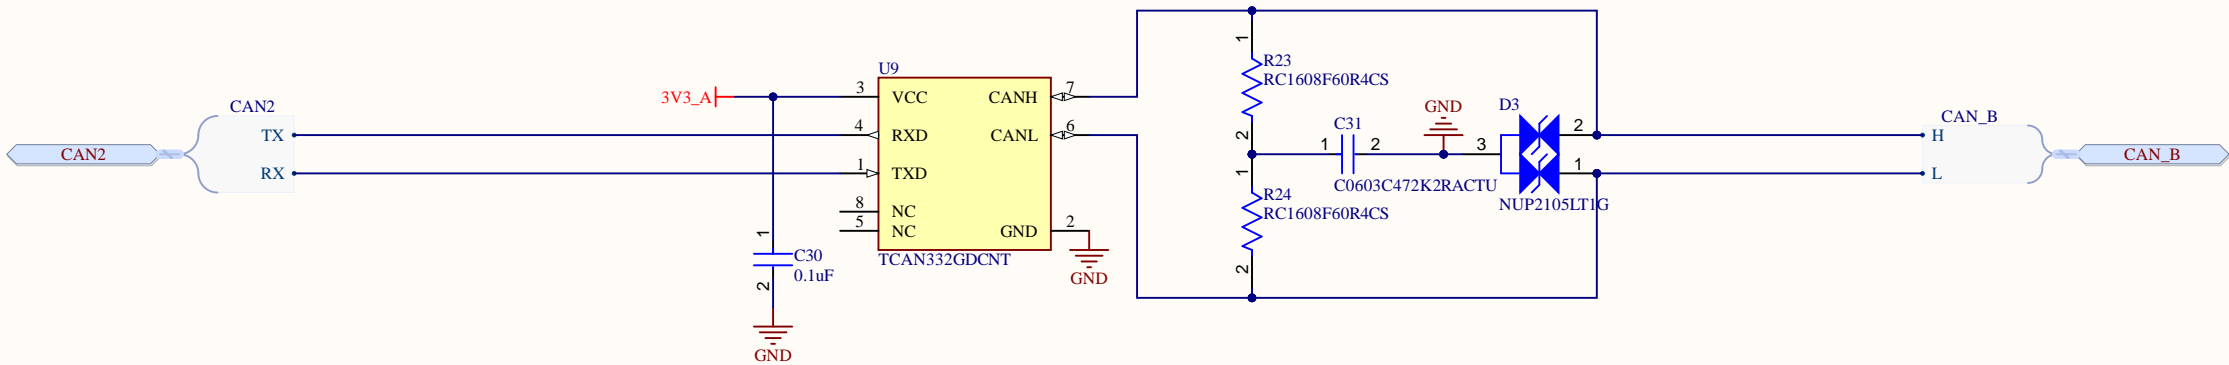 CAN2
CAN2
TX
RX
3V3_A
U9
3
VCC
4
RXD
1
TXD
8
NC
5
NC
CANH
7
CANL
6
GND
2
TCAN332GDCNT
GND
1
C30
0.1uF
2
GND
1
R23
RC1608F60R4CS
2
1
R24
RC1608F60R4CS
2
C31
1
2
C0603C472K2RACTU
GND
D3
3
2
1
NUP2105LT1G
CAN_B
H
L
CAN_B